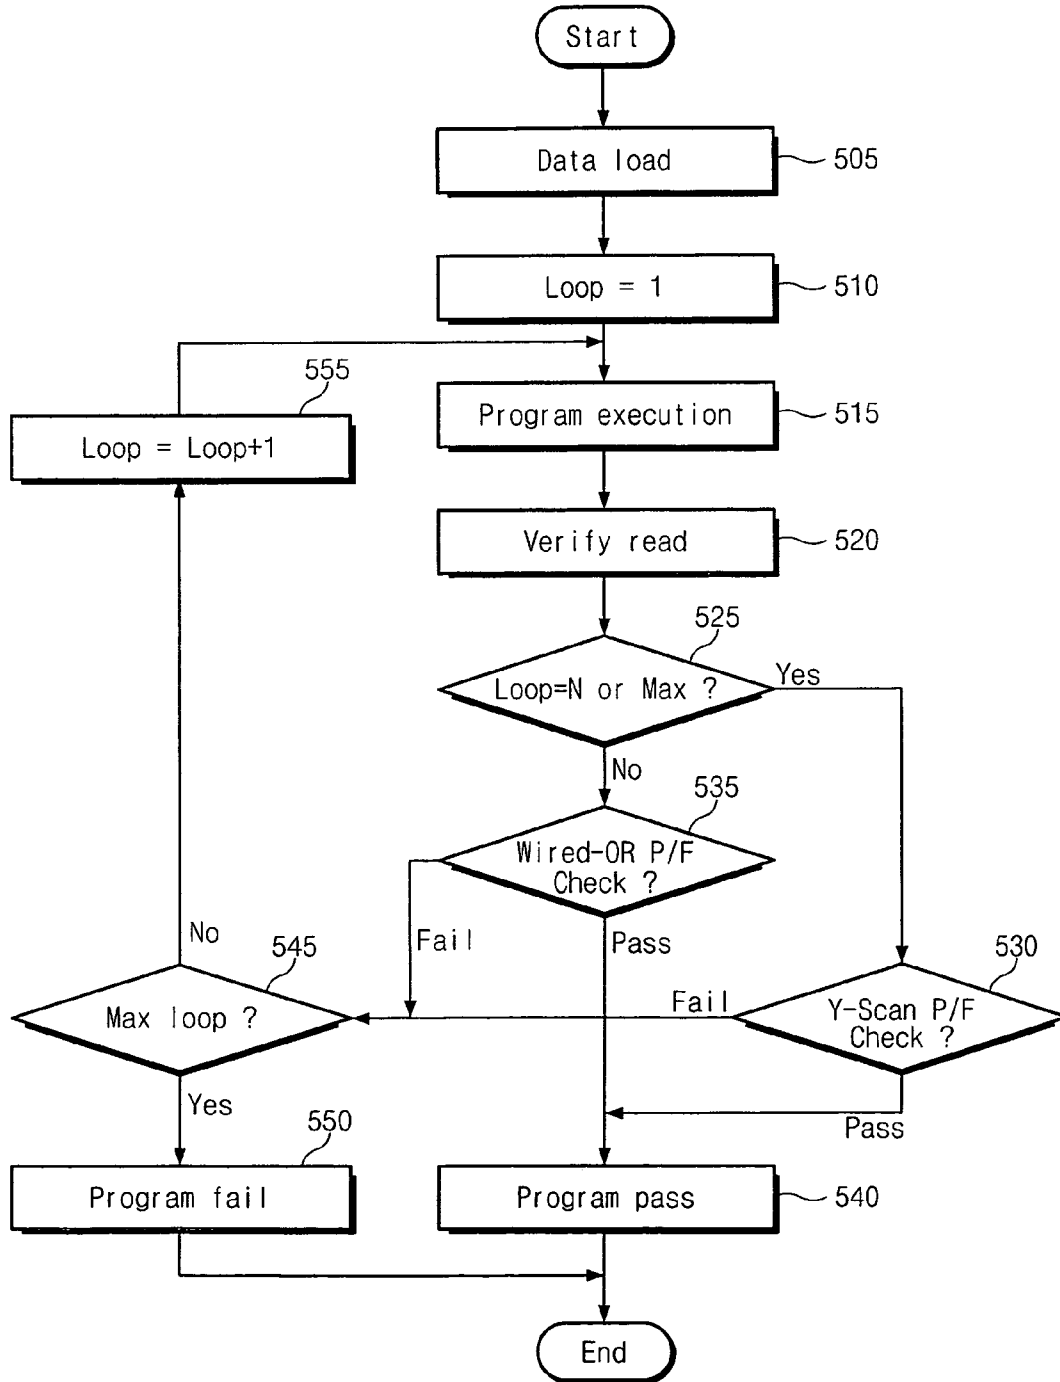 Start
Data load
505
Loop = 1
510
555
Loop = Loop+1
Program execution
515
Verify read
520
525
Loop=N or Max ?
Yes
No
535
Wired-OR P/F
Check ?
Fail
Pass
No
545
Max loop ?
Fail
530
Y-Scan P/F
Check ?
Yes
Pass
550
Program fail
Program pass
540
End